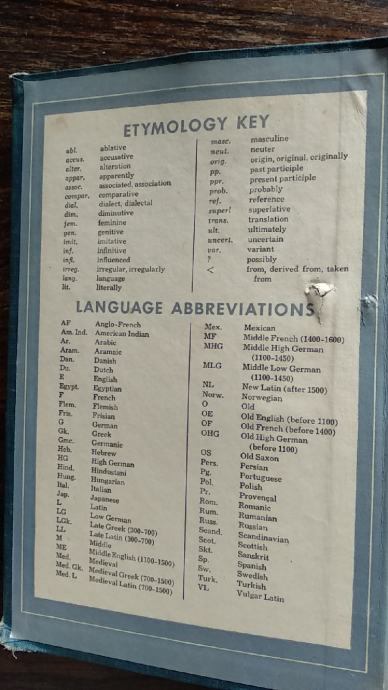 ETYMOLOGY KEY
abl. ablative
accus. accusative
alter. alteration
appar. apparently
assoc. associated, association
compar. comparative
dial. dialect, dialectal
dim. diminutive
fem. feminine
gen. genitive
imit. imitative
inf. infinitive
infl. influenced
irreg. irregular, irregularly
lang. language
lit. literally
masc. masculine
neut. neuter
orig. origin, original, originally
pp. past participle
ppr. present participle
prob. probably
ref. reference
superl superlative
trans. translation
ult. ultimately
uncert. uncertain
var. variant
? possibly
< from, derived from, taken
from
LANGUAGE ABBREVIATIONS
AF Anglo-French
Am. Ind. American Indian
Ar. Arabic
Aram. Aramaic
Dan. Danish
Du. Dutch
E English
Egypt. Egyptian
F French
Flem. Flemish
Fris. Frisian
G German
Gk. Greek
Gmc. Germanic
Heb. Hebrew
HG High German
Hind. Hindustani
Hung. Hungarian
Ital. Italian
Jap. Japanese
L Latin
LG Low German
LGk. Late Greek (300-700)
LL Late Latin (300-700)
M Middle
ME Middle English (1100-1500)
Med. Medieval
Med. Gk. Medieval Greek (700-1500)
Med. L Medieval Latin (700-1500)
Mex. Mexican
MF Middle French (1400-1600)
MHG Middle High German
(1100-1450)
MLG Middle Low German
(1100-1450)
NL New Latin (after 1500)
Norw. Norwegian
O Old
OE Old English (before 1100)
OF Old French (before 1400)
OHG Old High German
(before 1100)
OS Old Saxon
Pers. Persian
Pg. Portuguese
Pol. Polish
Pr. Provençal
Rom. Romanic
Rum. Rumanian
Russ. Russian
Scand. Scandinavian
Scot. Scottish
Skt. Sanskrit
Sp. Spanish
Sw. Swedish
Turk. Turkish
VL Vulgar Latin